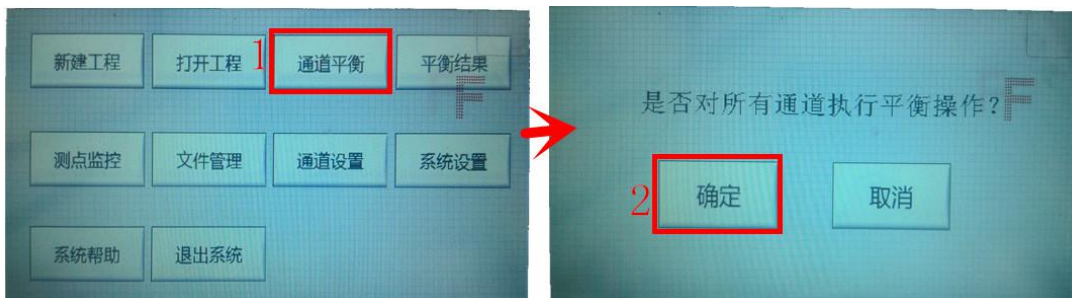 新建工程
打开工程
1
通道平衡
平衡结果
测点监控
文件管理
通道设置
系统设置
系统帮助
退出系统
是否对所有通道执行平衡操作?
2
确定
取消